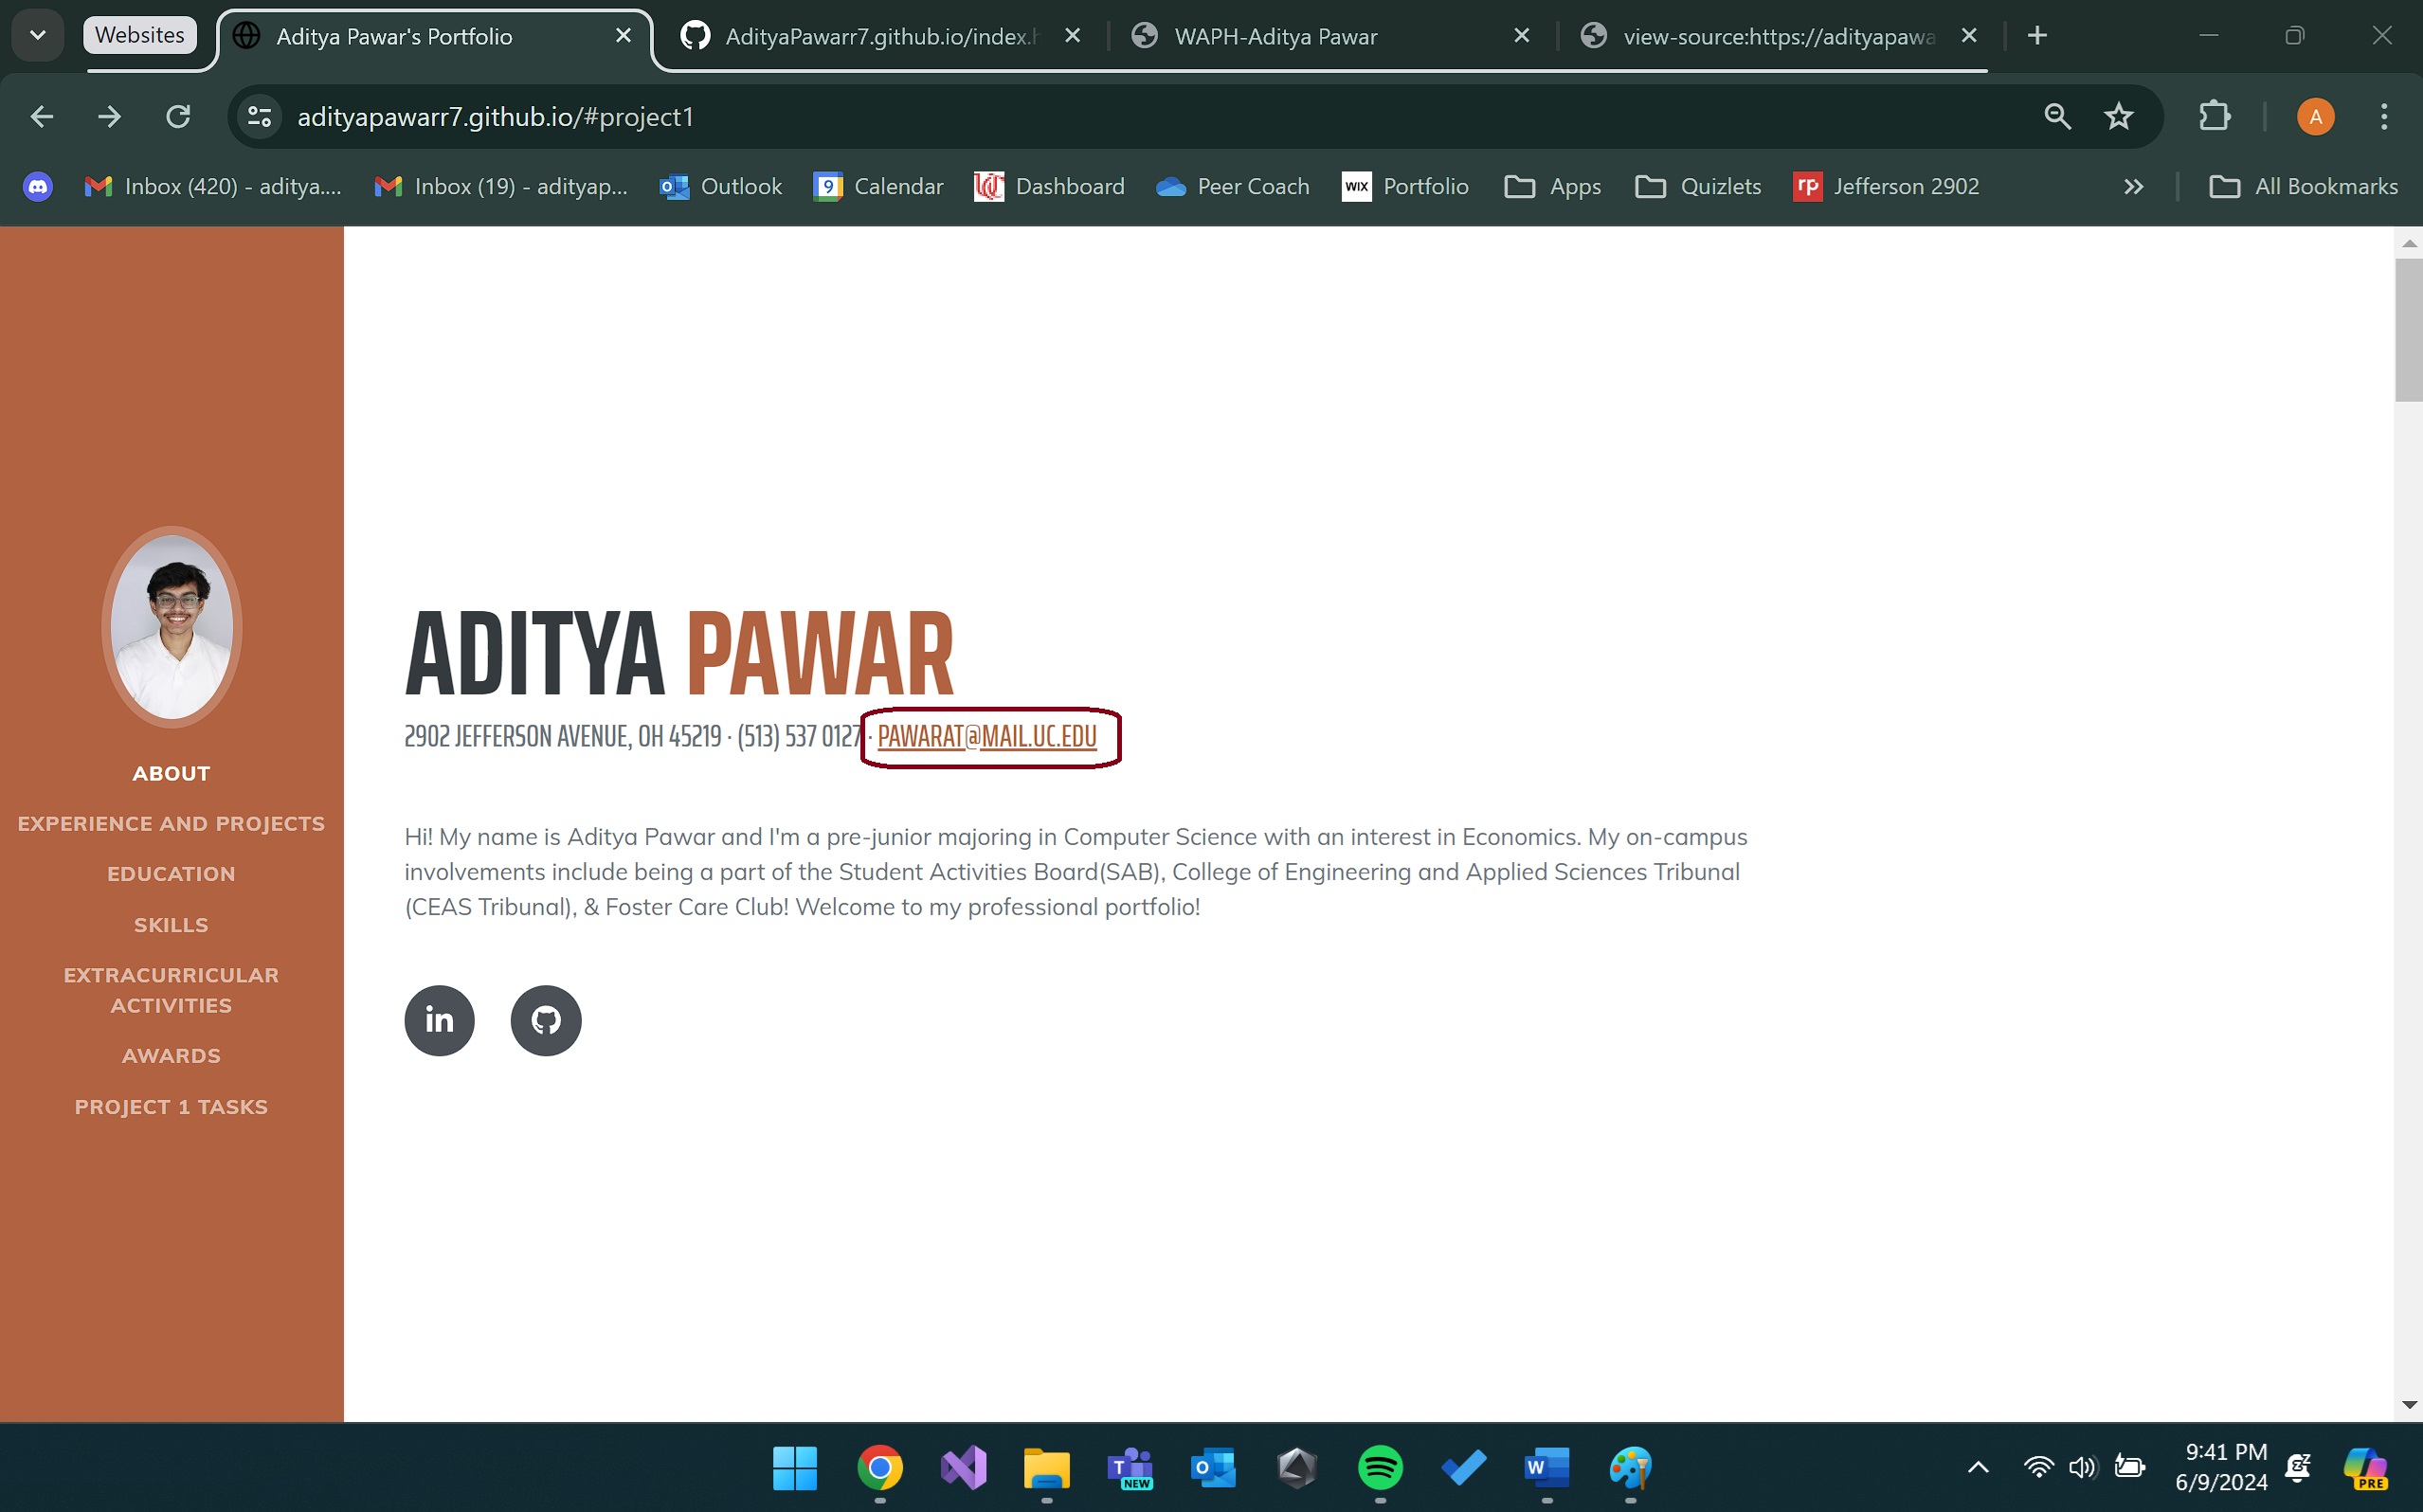 Websites
Aditya Pawar's Portfolio
AdityaPawarr7.github.io/index.h
WAPH-Aditya Pawar
view-source:https://adityapawa
adityapawarr7.github.io/#project1
A
Inbox (420) - aditya....
Inbox (19) - adityap...
Outlook
9
Calendar
Dashboard
Peer Coach
WIX
Portfolio
Apps
Quizlets
rp
Jefferson 2902
All Bookmarks
ABOUT
EXPERIENCE AND PROJECTS
EDUCATION
SKILLS
EXTRACURRICULAR
ACTIVITIES
AWARDS
PROJECT 1 TASKS
ADITYA PAWAR
2902 JEFFERSON AVENUE, OH 45219 · (513) 537 0127 · PAWARAT@MAIL.UC.EDU
Hi! My name is Aditya Pawar and I'm a pre-junior majoring in Computer Science with an interest in Economics. My on-campus
involvements include being a part of the Student Activities Board(SAB), College of Engineering and Applied Sciences Tribunal
(CEAS Tribunal), & Foster Care Club! Welcome to my professional portfolio!
in
T
NEW
O
W
9:41 PM
6/9/2024
PRE